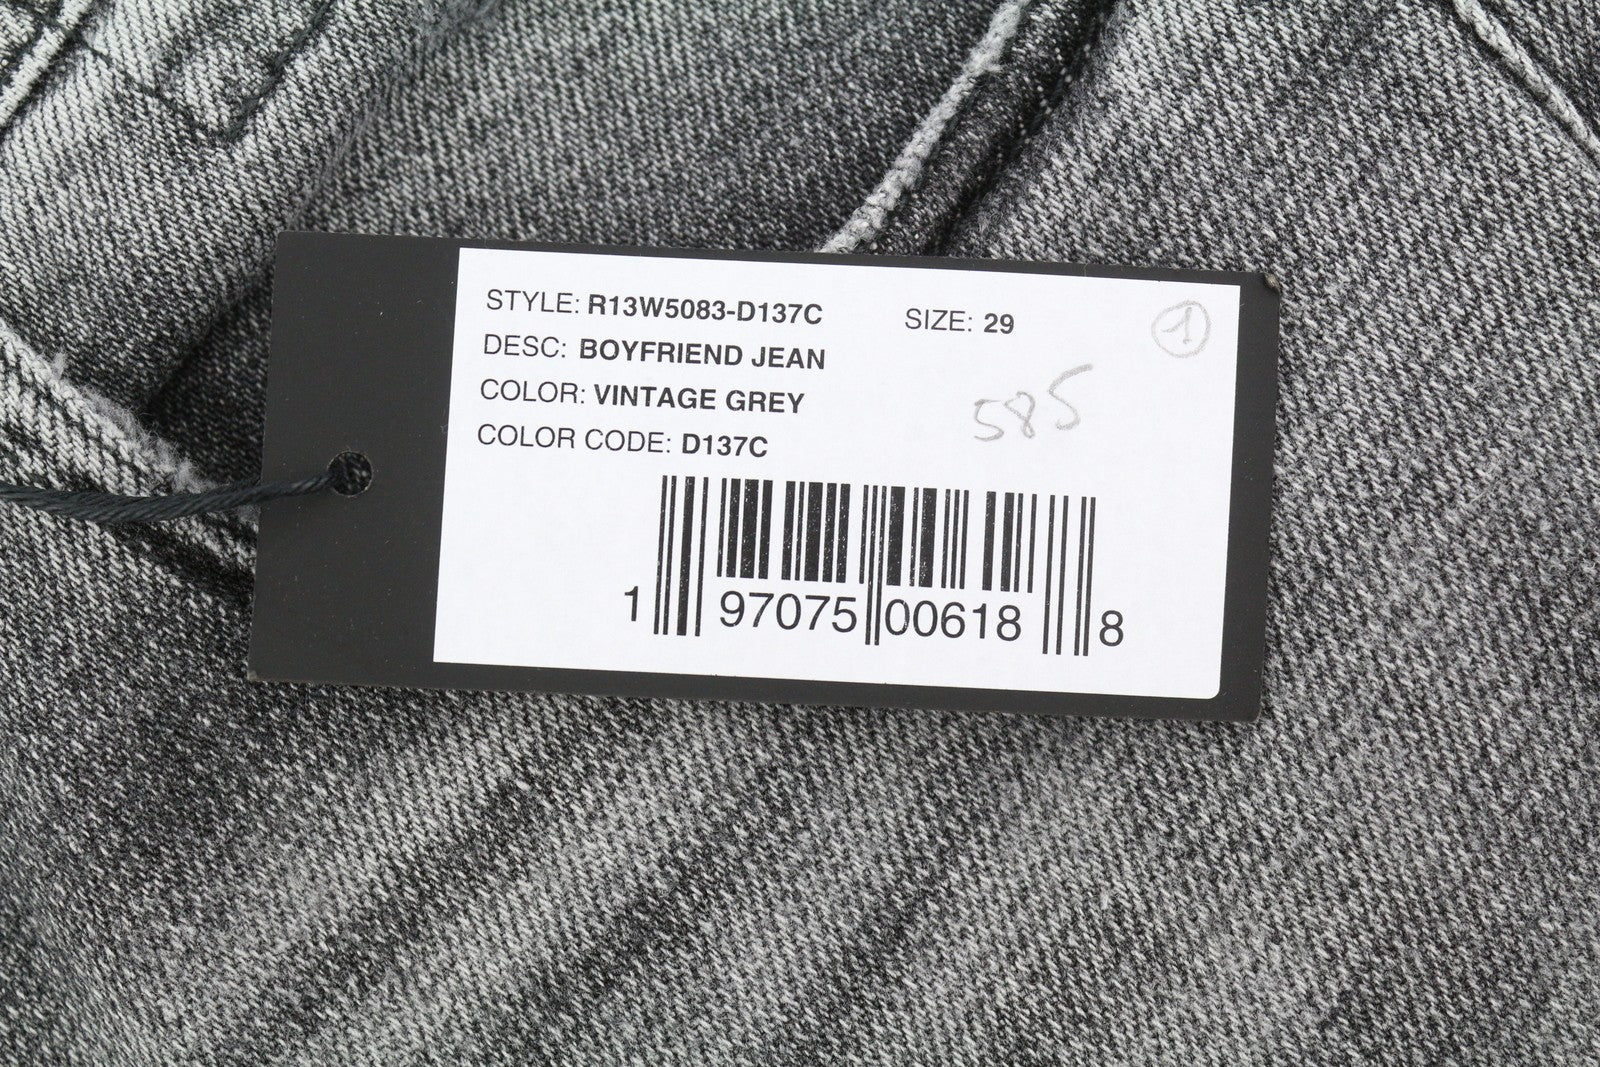 STYLE: R13W5083-D137C SIZE: 29 1
DESC: BOYFRIEND JEAN
COLOR: VINTAGE GREY
585
COLOR CODE: D137C
1 97075 00618 8